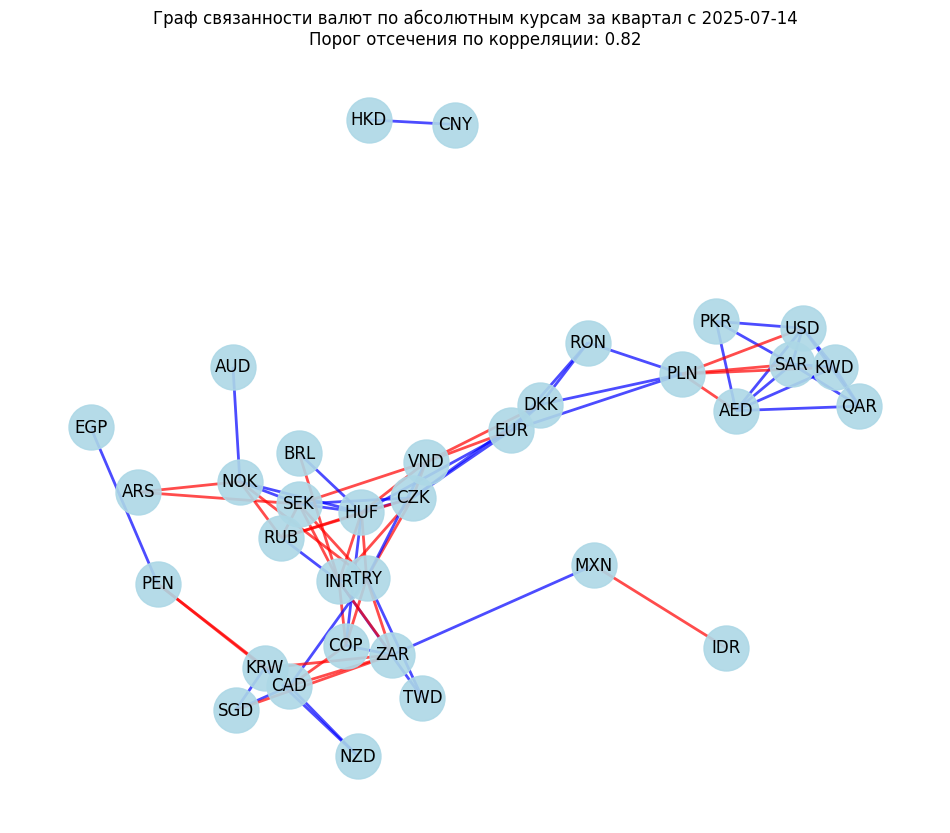 Граф связанности валют по абсолютным курсам за квартал с 2025-07-14
Порог отсечения по корреляции: 0.82
HKD
CNY
PKR
USD
RON
SAR
KWD
AUD
PLN
DKK
AED
QAR
EGP
EUR
BRL
VND
NOK
ARS
SEK
CZK
HUF
RUB
MXN
PEN
INR
TRY
COP
ZAR
IDR
KRW
CAD
SGD
TWD
NZD